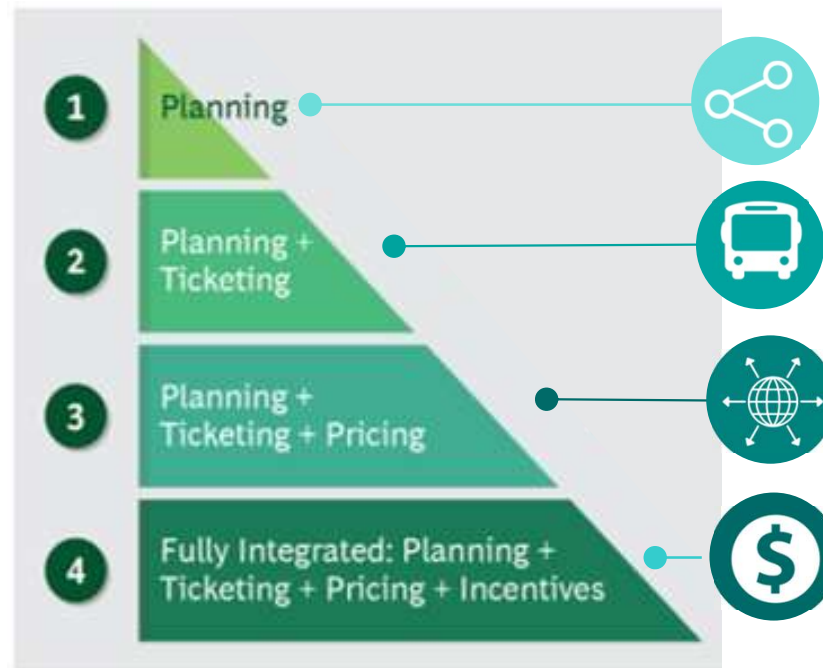 1
Planning
2
Planning +
Ticketing
3
Planning +
Ticketing + Pricing
4
Fully Integrated: Planning +
Ticketing + Pricing + Incentives
$